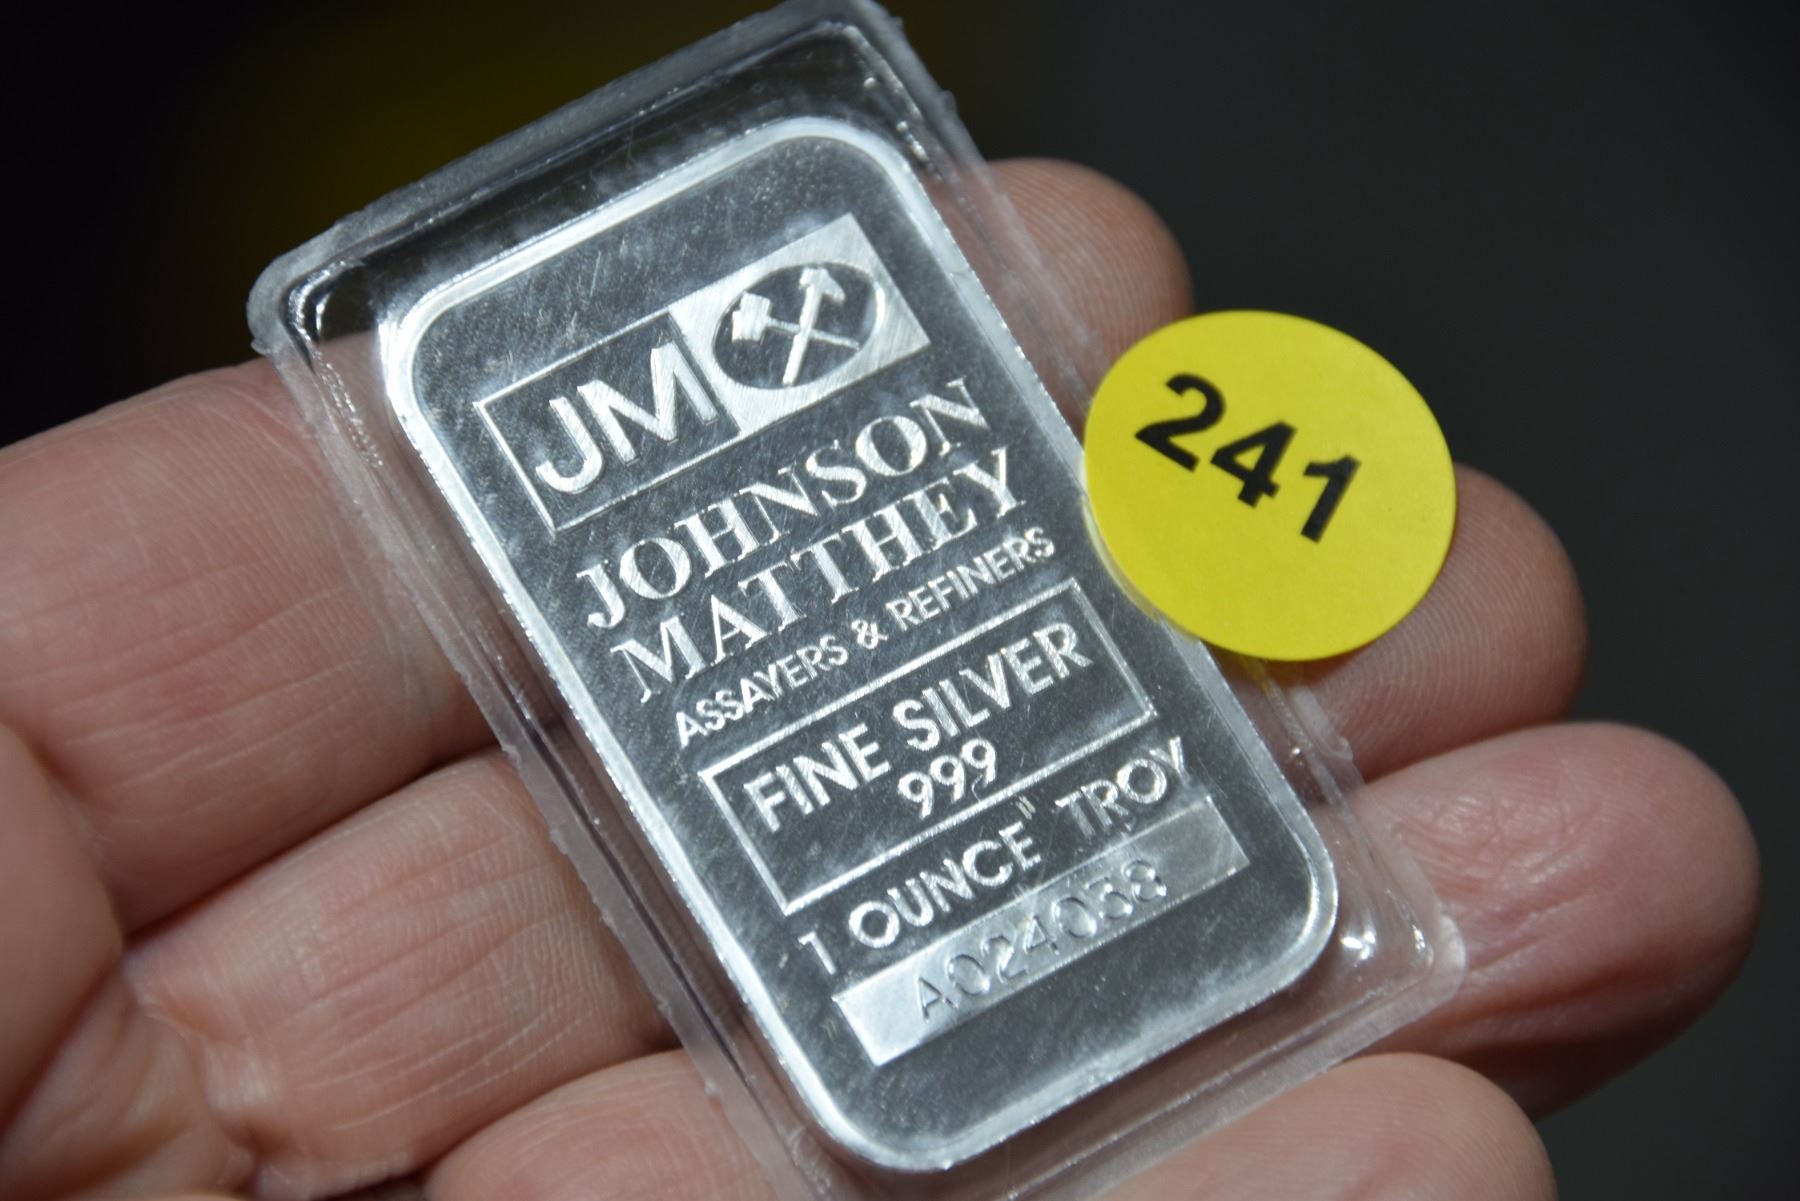 JM
JOHNSON
MATTHEY
ASSAYERS & REFINERS
FINE SILVER
999
1 OUNCE TROY
A024038
241